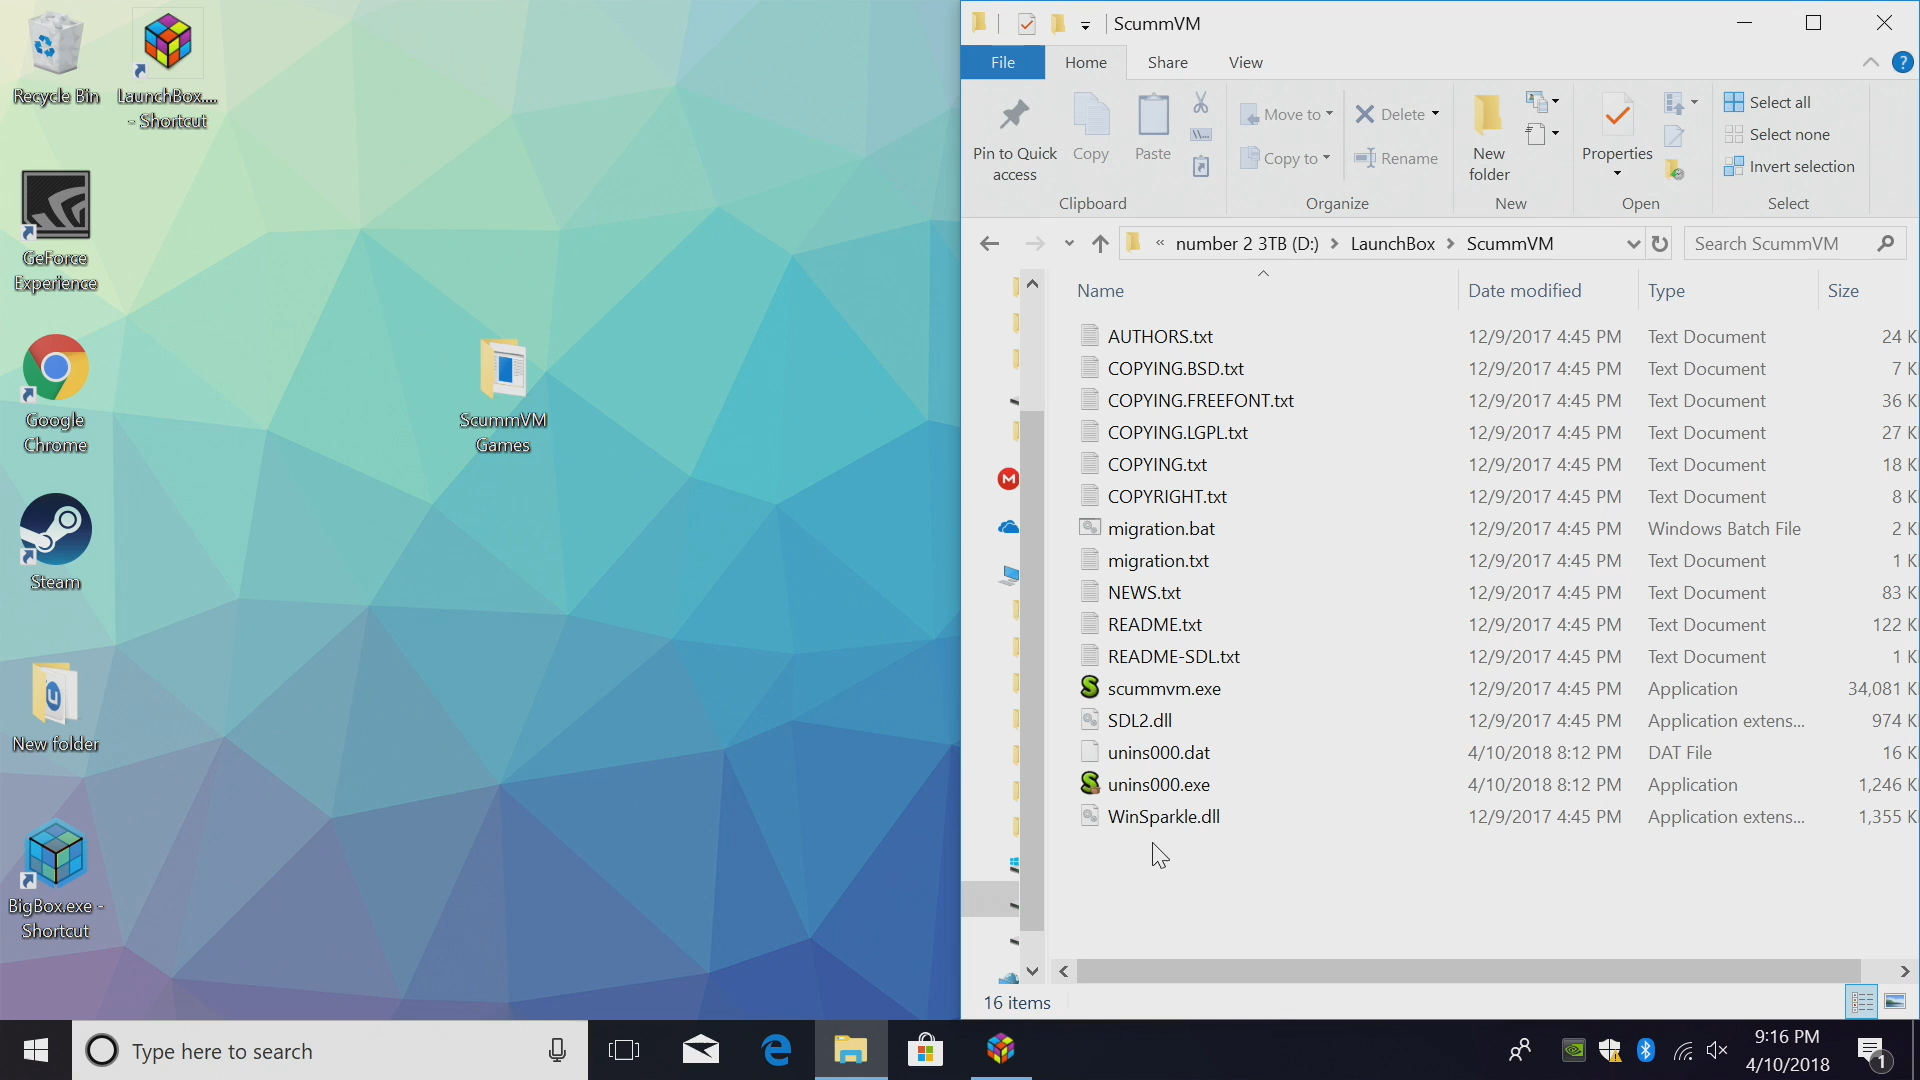 Recycle Bin
LaunchBox....
- Shortcut
GeForce
Experience
Google
Chrome
Steam
New folder
BigBox.exe -
Shortcut
ScummVM
Games
ScummVM
File
Home
Share
View
Pin to Quick
access
Copy
Paste
Clipboard
Move to
Copy to
Delete
Rename
Organize
New
folder
New
Properties
Open
Select all
Select none
Invert selection
Select
« number 2 3TB (D:) > LaunchBox > ScummVM
Search ScummVM
Name Date modified Type Size
AUTHORS.txt 12/9/2017 4:45 PM Text Document 24 K
COPYING.BSD.txt 12/9/2017 4:45 PM Text Document 7 K
COPYING.FREEFONT.txt 12/9/2017 4:45 PM Text Document 36 K
COPYING.LGPL.txt 12/9/2017 4:45 PM Text Document 27 K
COPYING.txt 12/9/2017 4:45 PM Text Document 18 K
COPYRIGHT.txt 12/9/2017 4:45 PM Text Document 8 K
migration.bat 12/9/2017 4:45 PM Windows Batch File 2 K
migration.txt 12/9/2017 4:45 PM Text Document 1 K
NEWS.txt 12/9/2017 4:45 PM Text Document 83 K
README.txt 12/9/2017 4:45 PM Text Document 122 K
README-SDL.txt 12/9/2017 4:45 PM Text Document 1 K
scummvm.exe 12/9/2017 4:45 PM Application 34,081 K
SDL2.dll 12/9/2017 4:45 PM Application extens... 974 K
unins000.dat 4/10/2018 8:12 PM DAT File 16 K
unins000.exe 4/10/2018 8:12 PM Application 1,246 K
WinSparkle.dll 12/9/2017 4:45 PM Application extens... 1,355 K
16 items
Type here to search
9:16 PM
4/10/2018
1